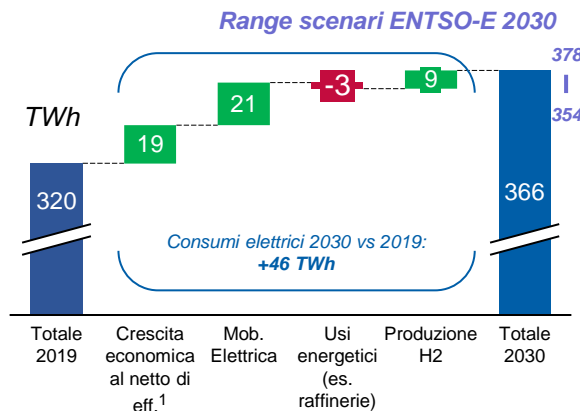 Range scenari ENTSO-E 2030
378
354
TWh
320
19
21
-3
9
366
Consumi elettrici 2030 vs 2019:
+46 TWh
Totale
2019
Crescita
economica
al netto di
eff.1
Mob.
Elettrica
Usi
energetici
(es.
raffinerie)
Produzione
H2
Totale
2030